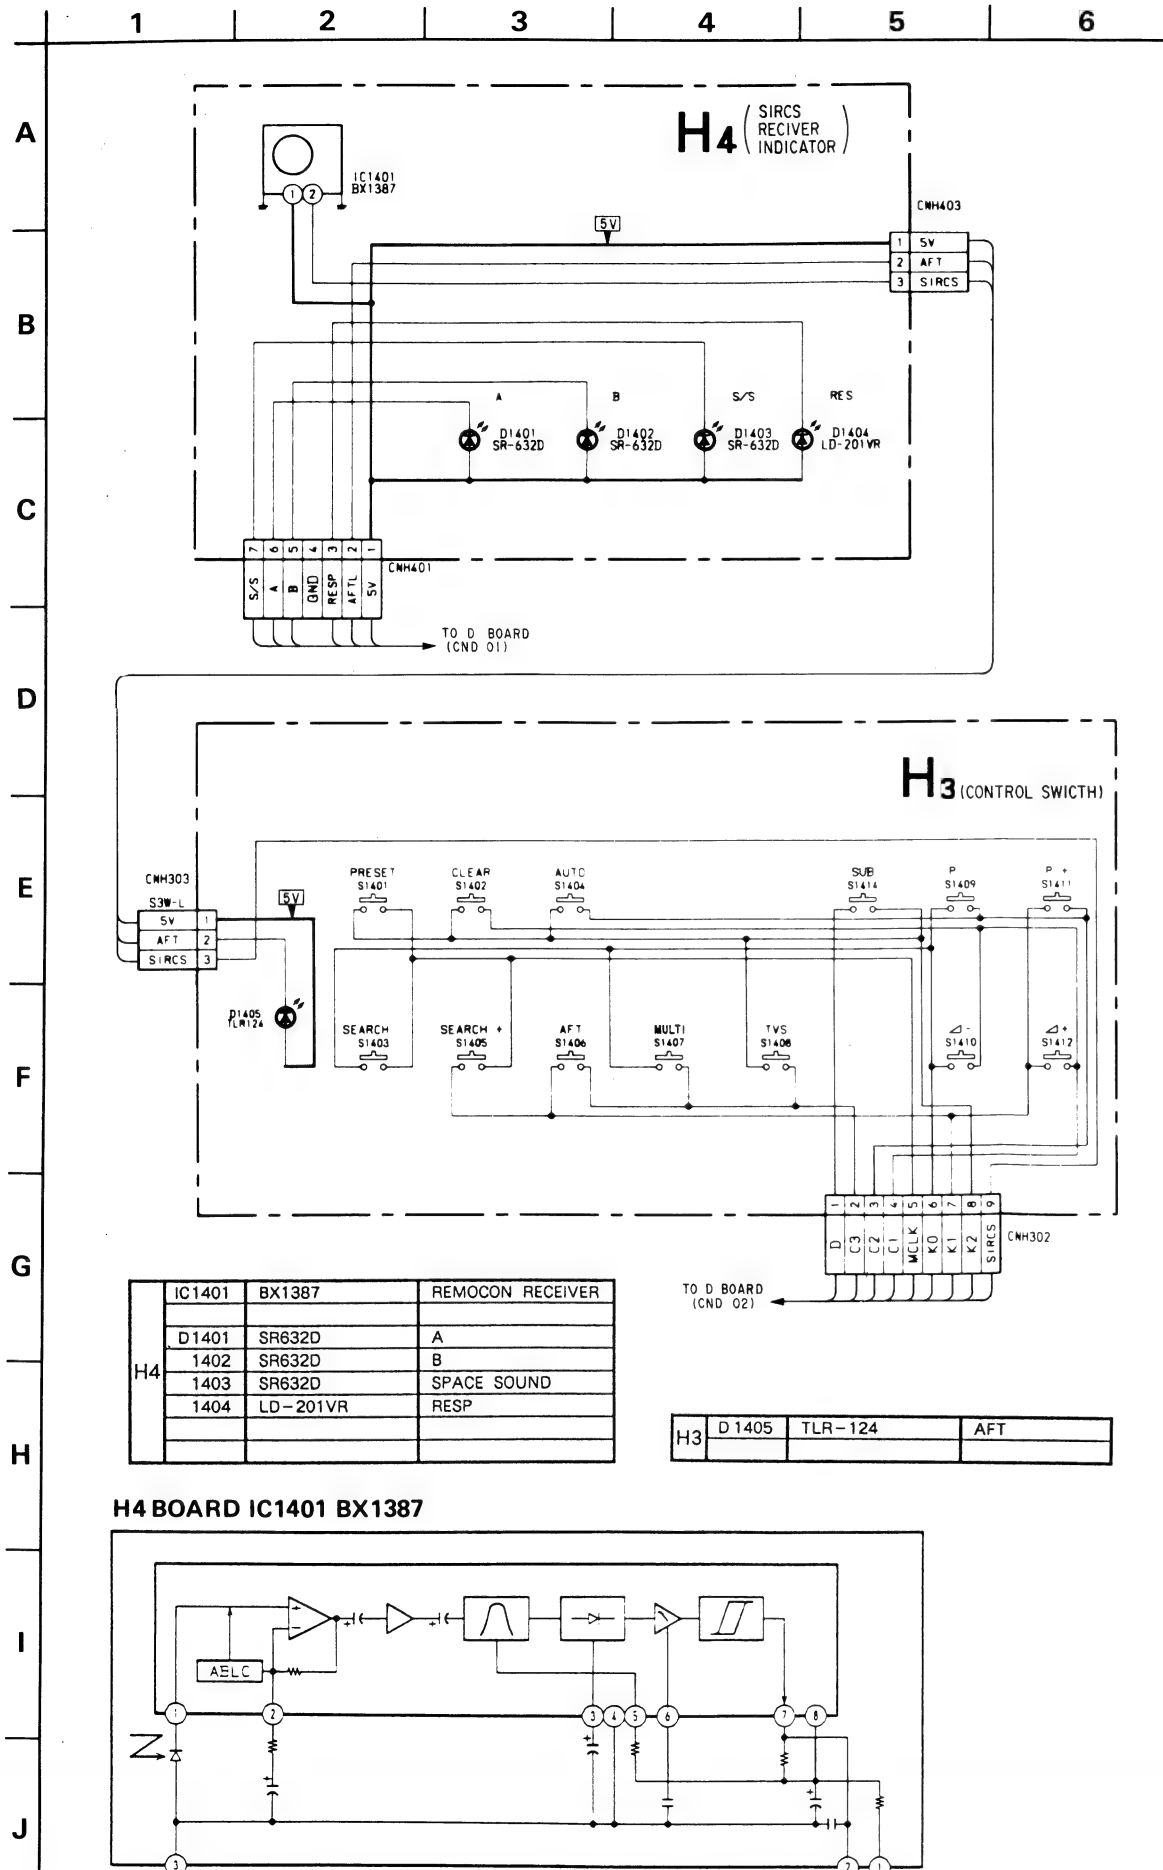 1 2 3 4 5 6
A
H4 ( SIRCS
RECIVER
INDICATOR )
IC1401
BX1387
1 2
CNH403
5V
1 5V
2 AFT
3 SIRCS
B
A B S/S RES
D1401
SR-632D
D1402
SR-632D
D1403
SR-632D
D1404
LD-201VR
C
7 6 5 4 3 2 1
CNH401
S/S A B GND RESP AFTL 5V
TO D BOARD
(CND 01)
D
H3 (CONTROL SWICTH)
E
CNH303
S3W-L
5V 1
AFT 2
SIRCS 3
5V
PRESET
S1401
CLEAR
S1402
AUTO
S1404
SUB
S1414
P
S1409
P +
S1411
D1405
TLR124
SEARCH
S1403
SEARCH +
S1405
AFT
S1406
MULTI
S1407
TVS
S1408
⊿ -
S1410
⊿ +
S1412
F
1 2 3 4 5 6 7 8 9
D C3 C2 C1 MCLK K0 K1 K2 SIRCS
CNH302
G
TO D BOARD
(CND 02)
H4
IC1401 BX1387 REMOCON RECEIVER
D1401 SR632D A
1402 SR632D B
1403 SR632D SPACE SOUND
1404 LD-201VR RESP
H3 D1405 TLR-124 AFT
H
H4 BOARD IC1401 BX1387
I
+
-
+
+
ABLC
1 2 3 4 5 6 7 8
+
+
+
J
3 2 1